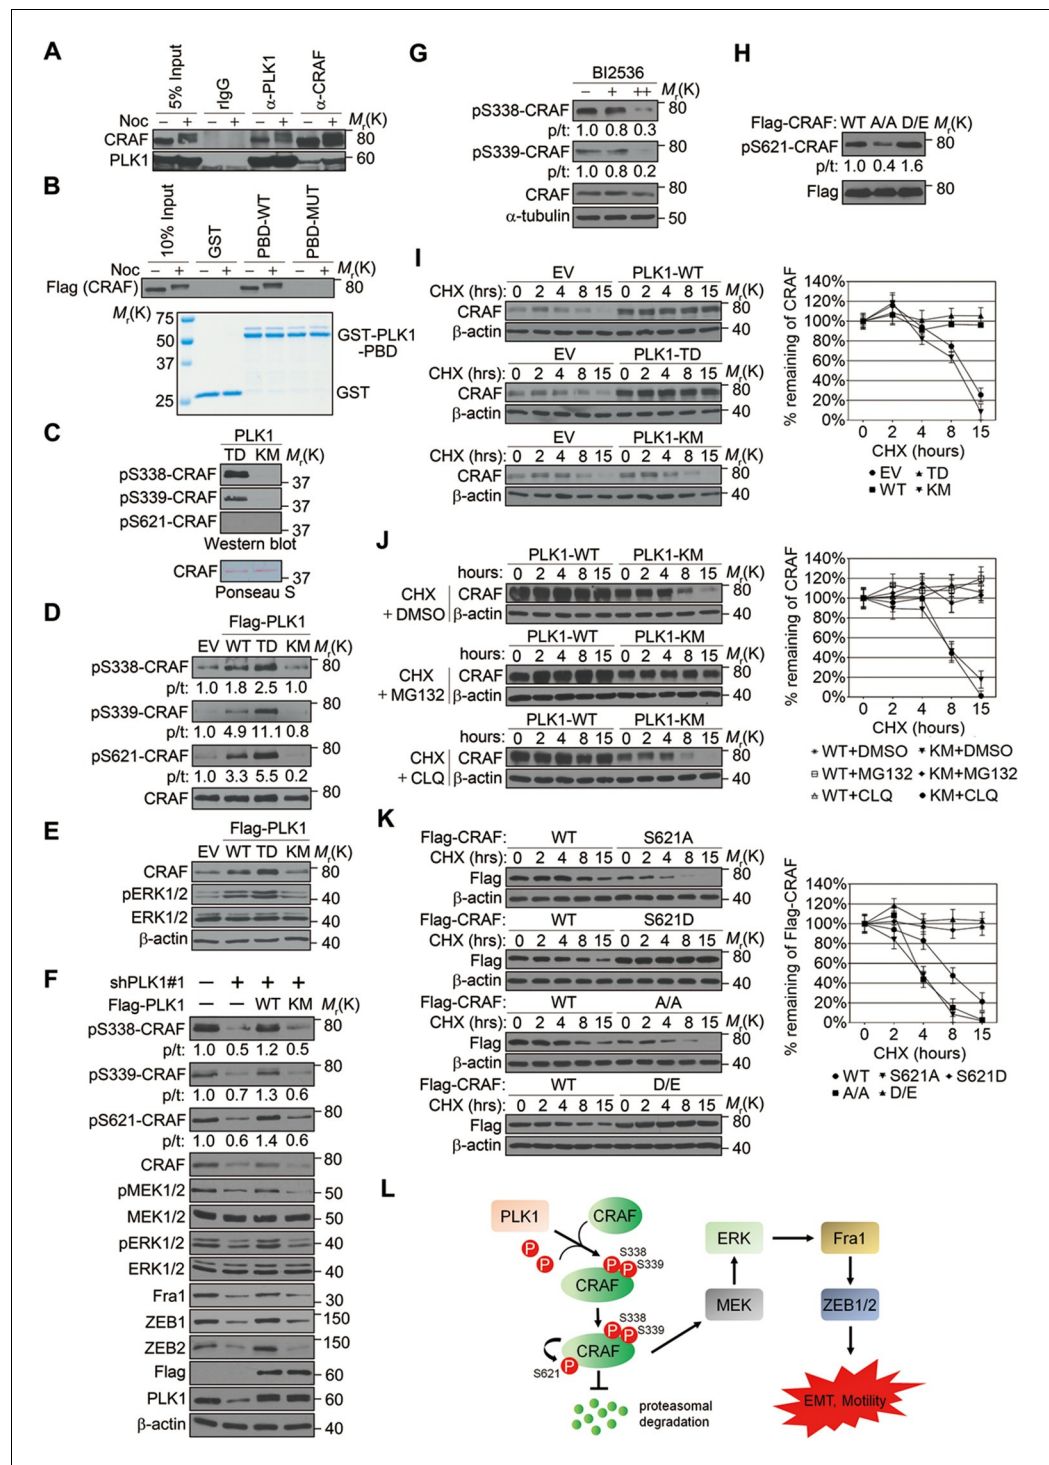 A
5% Input
rIgG
α-PLK1
α-CRAF
Noc – + – + – + – + Mr(K)
CRAF 80
PLK1 60
B
10% Input
GST
PBD-WT
PBD-MUT
Noc – + – + – + – + Mr(K)
Flag (CRAF) 80
Mr(K)
75
50
37
25
GST-PLK1
-PBD
GST
C
PLK1
TD KM Mr(K)
pS338-CRAF 37
pS339-CRAF 37
pS621-CRAF 37
Western blot
CRAF 37
Ponseau S
D
Flag-PLK1
EV WT TD KM Mr(K)
pS338-CRAF 80
p/t: 1.0 1.8 2.5 1.0
pS339-CRAF 80
p/t: 1.0 4.9 11.1 0.8
pS621-CRAF 80
p/t: 1.0 3.3 5.5 0.2
CRAF 80
E
Flag-PLK1
EV WT TD KM Mr(K)
CRAF 80
pERK1/2 40
ERK1/2 40
β-actin 40
F
shPLK1#1 – + + +
Flag-PLK1 – – WT KM Mr(K)
pS338-CRAF 80
p/t: 1.0 0.5 1.2 0.5
pS339-CRAF 80
p/t: 1.0 0.7 1.3 0.6
pS621-CRAF 80
p/t: 1.0 0.6 1.4 0.6
CRAF 80
pMEK1/2 50
MEK1/2 50
pERK1/2 40
ERK1/2 40
Fra1 30
ZEB1 150
ZEB2 150
Flag 60
PLK1 60
β-actin 40
G
BI2536
– + ++ Mr(K)
pS338-CRAF 80
p/t: 1.0 0.8 0.3
pS339-CRAF 80
p/t: 1.0 0.8 0.2
CRAF 80
α-tubulin 50
H
Flag-CRAF: WT A/A D/E Mr(K)
pS621-CRAF 80
p/t: 1.0 0.4 1.6
Flag 80
I
EV PLK1-WT
CHX (hrs): 0 2 4 8 15 0 2 4 8 15 Mr(K)
CRAF 80
β-actin 40
EV PLK1-TD
CHX (hrs): 0 2 4 8 15 0 2 4 8 15 Mr(K)
CRAF 80
β-actin 40
EV PLK1-KM
CHX (hrs): 0 2 4 8 15 0 2 4 8 15 Mr(K)
CRAF 80
β-actin 40
% remaining of CRAF
140%
120%
100%
80%
60%
40%
20%
0%
0 2 4 8 15
CHX (hours)
EV TD
WT KM
J
PLK1-WT PLK1-KM
hours: 0 2 4 8 15 0 2 4 8 15 Mr(K)
CHX + DMSO
CRAF 80
β-actin 40
PLK1-WT PLK1-KM
hours: 0 2 4 8 15 0 2 4 8 15 Mr(K)
CHX + MG132
CRAF 80
β-actin 40
PLK1-WT PLK1-KM
hours: 0 2 4 8 15 0 2 4 8 15 Mr(K)
CHX + CLQ
CRAF 80
β-actin 40
% remaining of CRAF
140%
120%
100%
80%
60%
40%
20%
0%
0 2 4 8 15
CHX (hours)
WT+DMSO KM+DMSO
WT+MG132 KM+MG132
WT+CLQ KM+CLQ
K
Flag-CRAF: WT S621A
CHX (hrs): 0 2 4 8 15 0 2 4 8 15 Mr(K)
Flag 80
β-actin 40
Flag-CRAF: WT S621D
CHX (hrs): 0 2 4 8 15 0 2 4 8 15 Mr(K)
Flag 80
β-actin 40
Flag-CRAF: WT A/A
CHX (hrs): 0 2 4 8 15 0 2 4 8 15 Mr(K)
Flag 80
β-actin 40
Flag-CRAF: WT D/E
CHX (hrs): 0 2 4 8 15 0 2 4 8 15 Mr(K)
Flag 80
β-actin 40
% remaining of Flag-CRAF
140%
120%
100%
80%
60%
40%
20%
0%
0 2 4 8 15
CHX (hours)
WT S621A S621D
A/A D/E
L
PLK1 CRAF
P
P
P P S338
S339
CRAF
P P S338
S339
CRAF
P
S621
proteasomal
degradation
MEK
ERK
Fra1
ZEB1/2
EMT, Motility